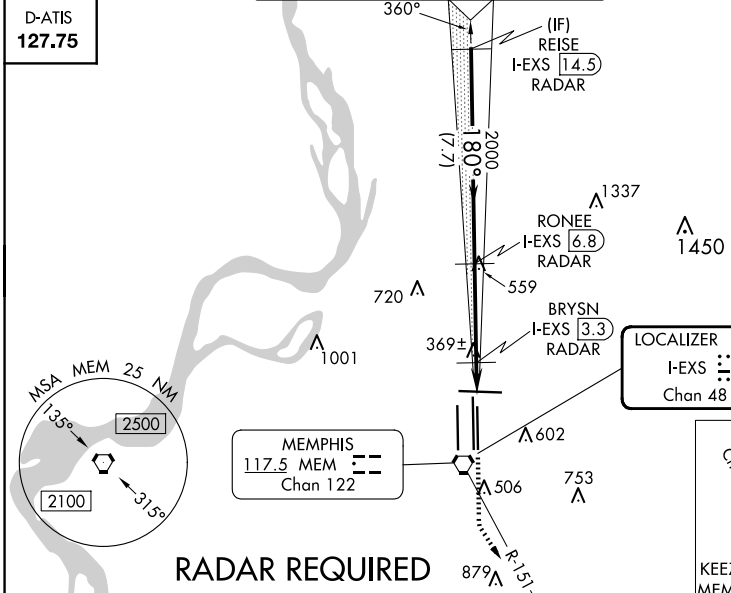 D-ATIS
127.75
360°
(IF)
REISE
I-EXS 14.5
RADAR
2000
180°
(7.7)
1337
1450
RONEE
I-EXS 6.8
RADAR
559
720
BRYSN
I-EXS 3.3
RADAR
369±
1001
LOCALIZER
I-EXS
Chan 48
MSA MEM 25 NM
135°
2500
2100
315°
MEMPHIS
117.5 MEM
Chan 122
602
506
753
R-151
879
RADAR REQUIRED
MEM